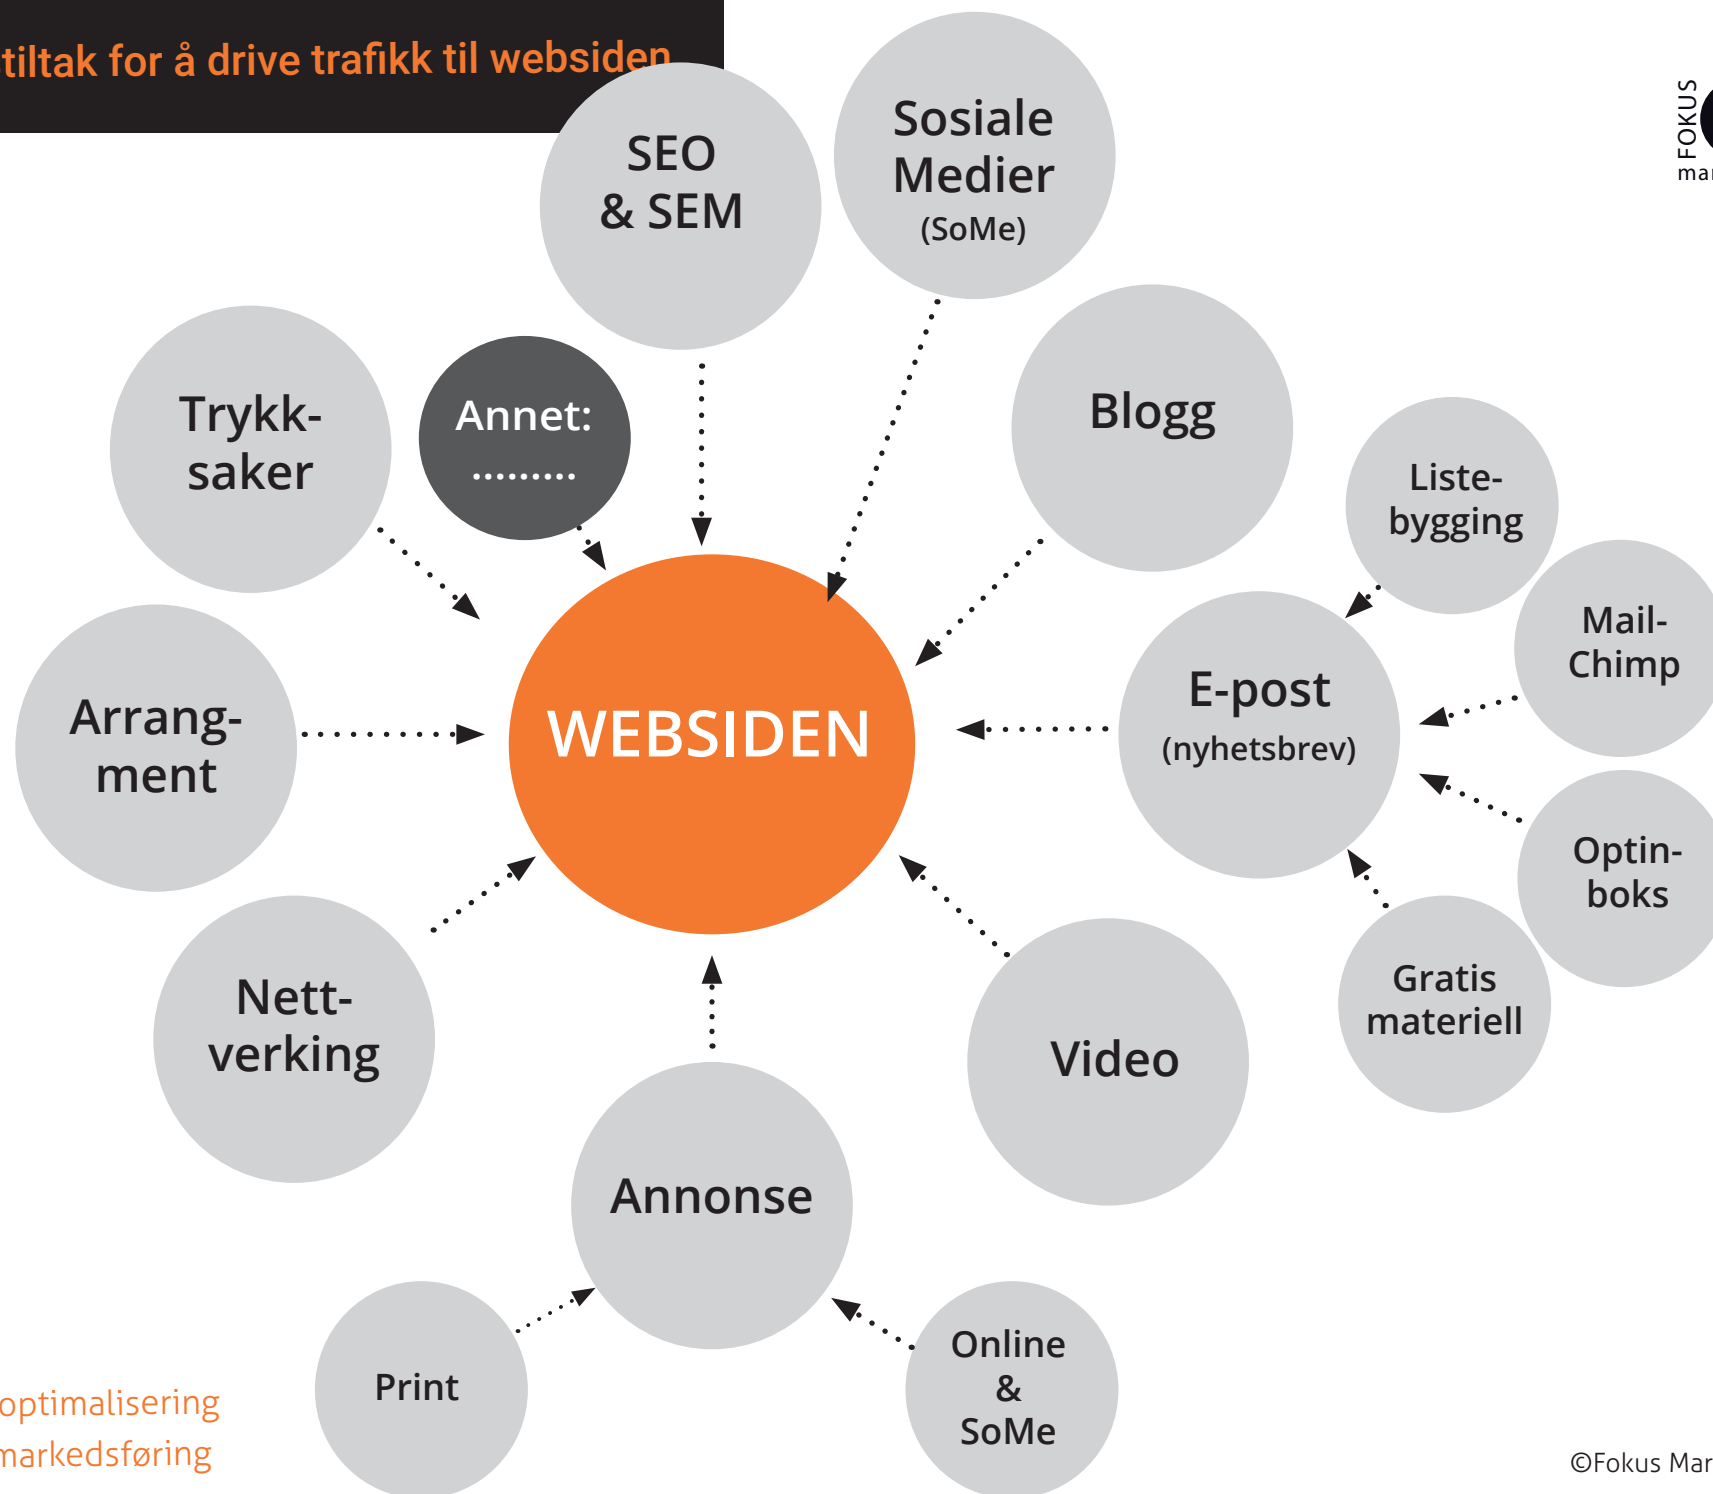 tiltak for å drive trafikk til websiden
FOKUS
SEO
& SEM
Sosiale
Medier
(SoMe)
Trykk-
saker
Annet:
.........
Blogg
Liste-
bygging
Mail-
Chimp
E-post
(nyhetsbrev)
WEBSIDEN
Arrang-
ment
Optin-
boks
Nett-
verking
Gratis
materiell
Video
Annonse
Print
Online
&
SoMe
optimalisering
markedsføring
©Fokus Mar